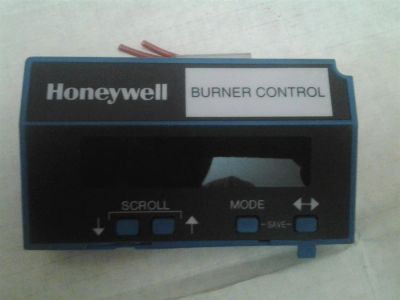 Honeywell
BURNER CONTROL
SCROLL
MODE
SAVE